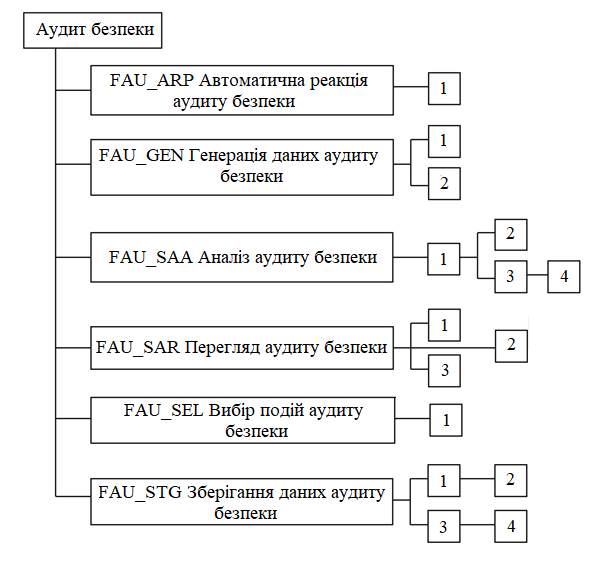 Аудит безпеки
FAU_ARP Автоматична реакція
аудиту безпеки
1
FAU_GEN Генерація даних аудиту
безпеки
1
2
FAU_SAA Аналіз аудиту безпеки
1
2
3
4
FAU_SAR Перегляд аудиту безпеки
1
2
3
FAU_SEL Вибір подій аудиту
безпеки
1
FAU_STG Зберігання даних аудиту
безпеки
1
2
3
4